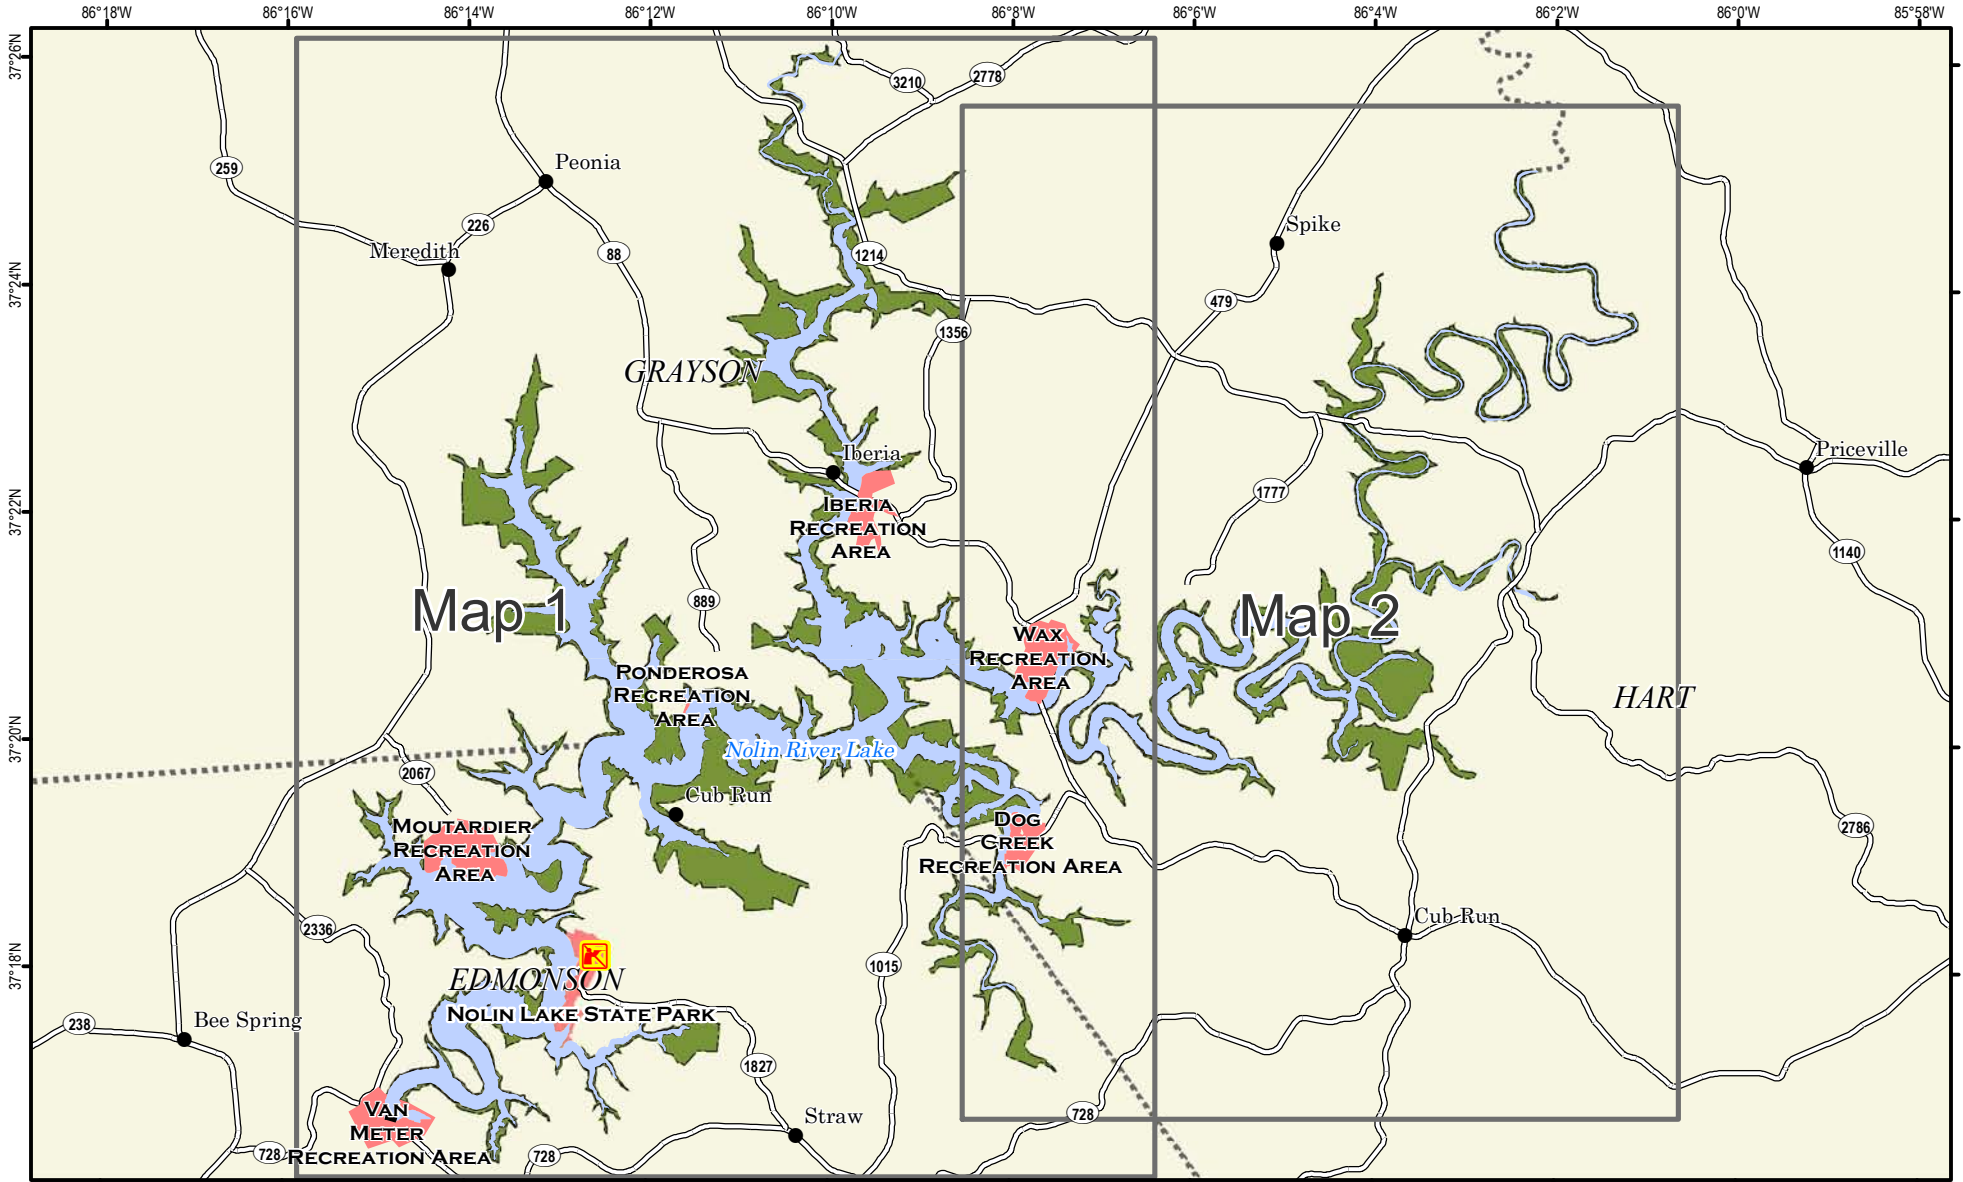 86°18'W 86°16'W 86°14'W 86°12'W 86°10'W 86°8'W 86°6'W 86°4'W 86°2'W 86°0'W 85°58'W
37°26'N
3210
2778
259
Peonia
226
Meredith
88
1214
Spike
37°24'N
479
1356
GRAYSON
Iberia
Priceville
1777
37°22'N
IBERIA
RECREATION
AREA
1140
Map 1
889
Map 2
WAX
RECREATION
AREA
RONDEROSA
RECREATION
AREA
HART
37°20'N
Nolin River Lake
2067
Cub Run
MOUTARDIER
RECREATION
AREA
DOG
CREEK
RECREATION AREA
2786
2336
Cub Run
37°18'N
1015
EDMONSON
NOLIN LAKE STATE PARK
238
Bee Spring
1827
VAN
METER
RECREATION AREA
Straw
728
728
728